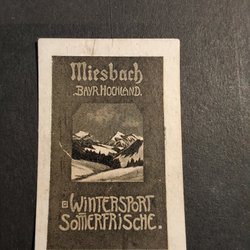 Miesbach
BAYR. HOCHLAND.
WINTERSPORT
SOMMERFRISCHE.